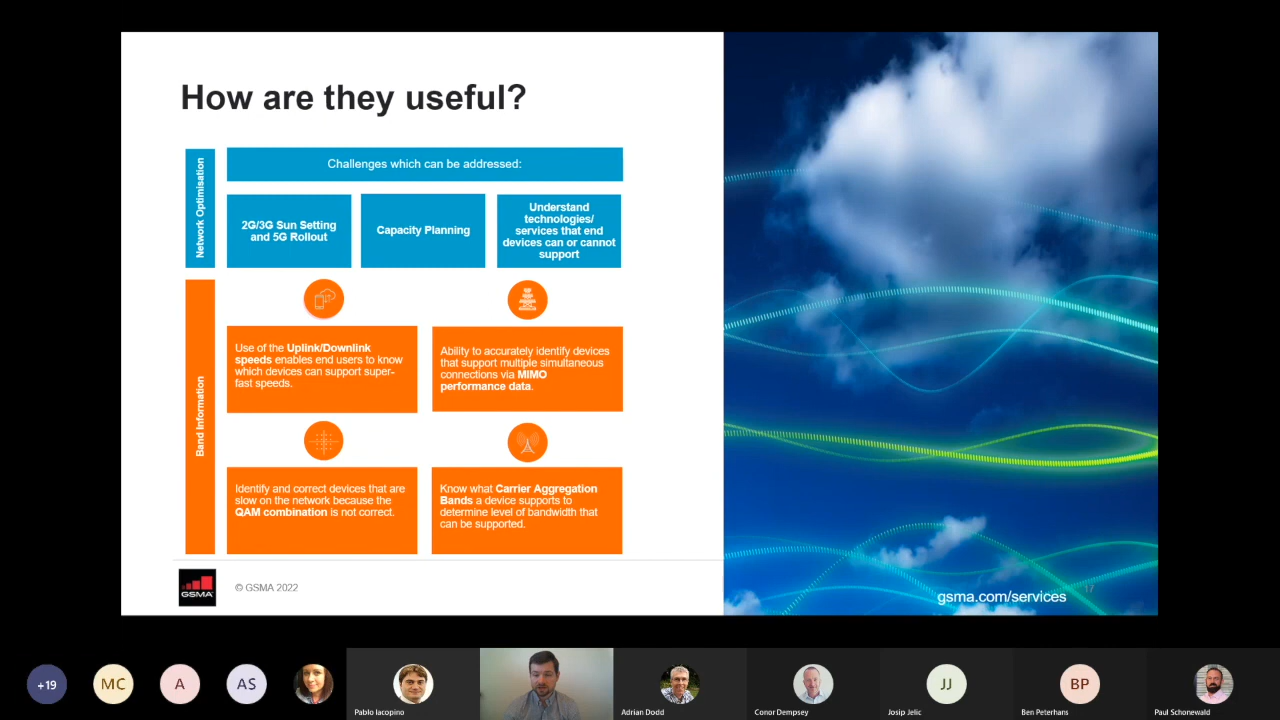 How are they useful?
Network Optimisation
Challenges which can be addressed:
2G/3G Sun Setting
and 5G Rollout
Capacity Planning
Understand
technologies/
services that end
devices can or cannot
support
Band Information
Use of the Uplink/Downlink
speeds enables end users to know
which devices can support super-
fast speeds.
Ability to accurately identify devices
that support multiple simultaneous
connections via MIMO
performance data.
Identify and correct devices that are
slow on the network because the
QAM combination is not correct.
Know what Carrier Aggregation
Bands a device supports to
determine level of bandwidth that
can be supported.
GSMA
© GSMA 2022
gsma.com/services
17
+19
MC
A
AS
Pablo Iacopino
Adrian Dodd
Conor Dempsey
JJ
Josip Jelic
BP
Ben Peterhans
Paul Schonewald